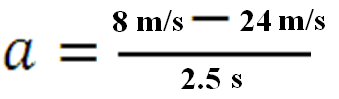 a = 8 m/s — 24 m/s
2.5 s